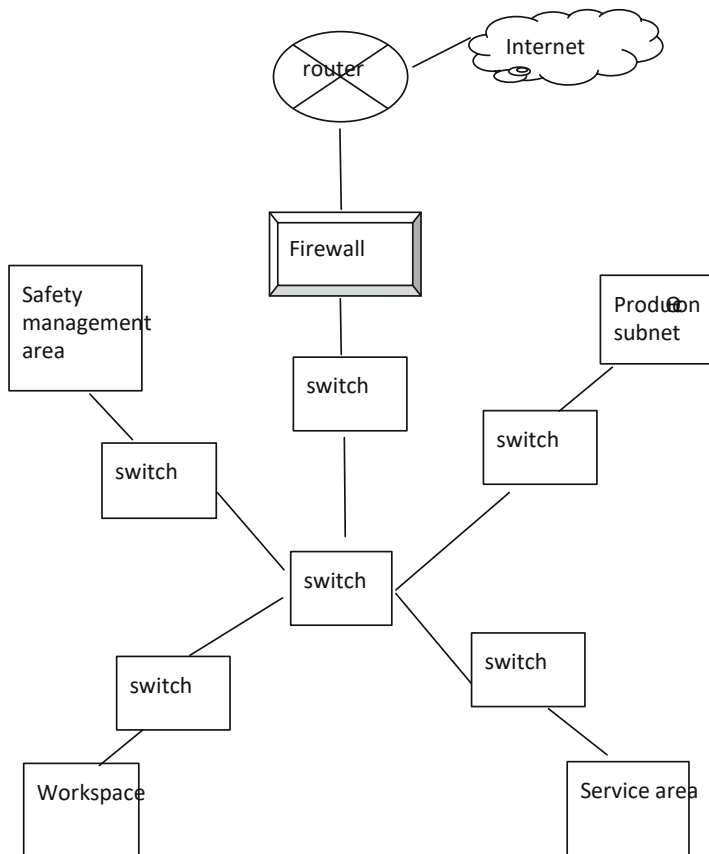 Internet
router
Firewall
Safety
management
area
subnet
switch
switch
switch
switch
switch
switch
Workspace
Service area